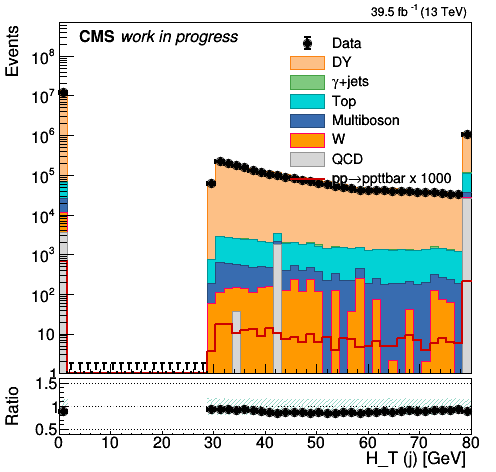 39.5 fb⁻¹ (13 TeV)
CMS work in progress
Events
10⁸
10⁷
10⁶
10⁵
10⁴
10³
10²
10
1
Data
DY
γ+jets
Top
Multiboson
W
QCD
pp→ppttbar x 1000
Ratio
1.5
1
0.5
0 10 20 30 40 50 60 70 80
H_T (j) [GeV]